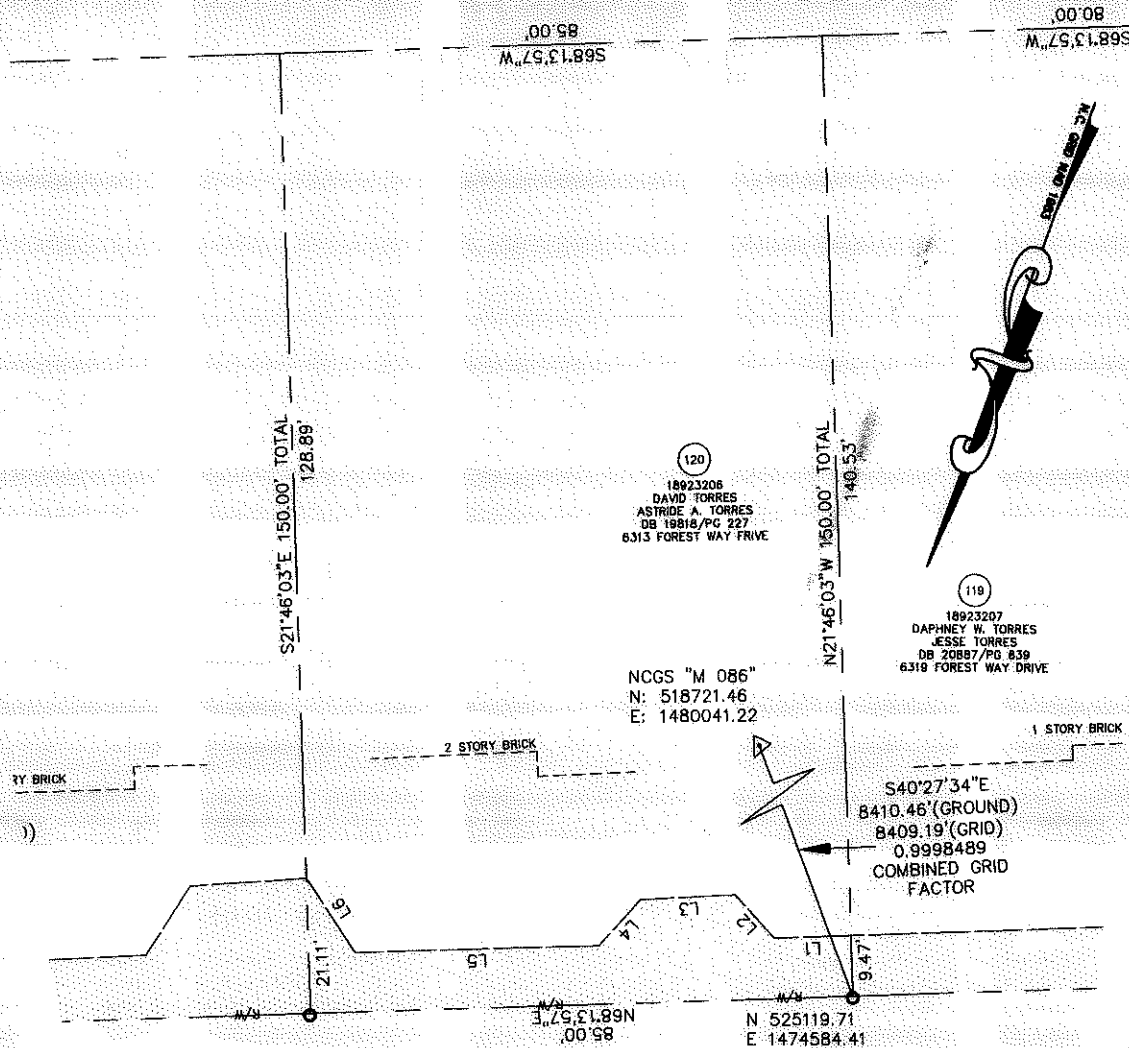 85.00'
S68°13'57"W
80.00'
S68°13'57"W
N.C. GRID NAD 1983
S21°46'03"E 150.00' TOTAL
128.89'
120
18923206
DAVID TORRES
ASTRIDE A. TORRES
DB 19818/PG 227
6313 FOREST WAY FRIVE
N21°46'03"W 150.00' TOTAL
140.53'
119
18923207
DAPHNEY W. TORRES
JESSE TORRES
DB 20887/PG 639
6319 FOREST WAY DRIVE
NCGS "M 086"
N: 518721.46
E: 1480041.22
RY BRICK
2 STORY BRICK
1 STORY BRICK
S40°27'34"E
8410.46'(GROUND)
8409.19'(GRID)
0.9998489
COMBINED GRID
FACTOR
L6
L5
L4
L3
L2
L1
21.11'
9.47'
R/W
R/W
R/W
N68°13'57"E
85.00'
N 525119.71
E 1474584.41